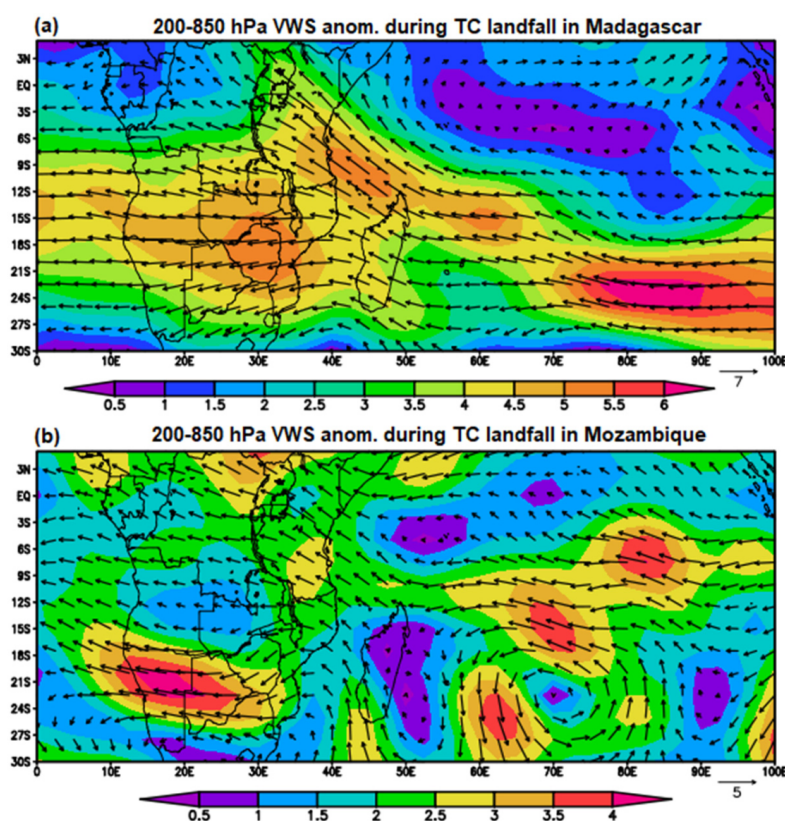 (a) 200-850 hPa VWS anom. during TC landfall in Madagascar
3N
EQ
3S
6S
9S
12S
15S
18S
21S
24S
27S
30S
0 10E 20E 30E 40E 50E 60E 70E 80E 90E 100E
7
0.5 1 1.5 2 2.5 3 3.5 4 4.5 5 5.5 6
(b) 200-850 hPa VWS anom. during TC landfall in Mozambique
3N
EQ
3S
6S
9S
12S
15S
18S
21S
24S
27S
30S
0 10E 20E 30E 40E 50E 60E 70E 80E 90E 100E
5
0.5 1 1.5 2 2.5 3 3.5 4